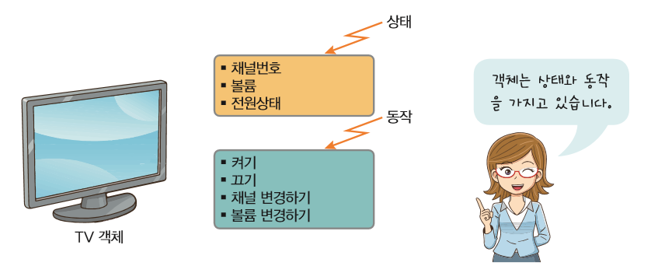 상태
▪ 채널번호
▪ 볼륨
▪ 전원상태
동작
▪ 켜기
▪ 끄기
▪ 채널 변경하기
▪ 볼륨 변경하기
TV 객체
객체는 상태와 동작
을 가지고 있습니다.